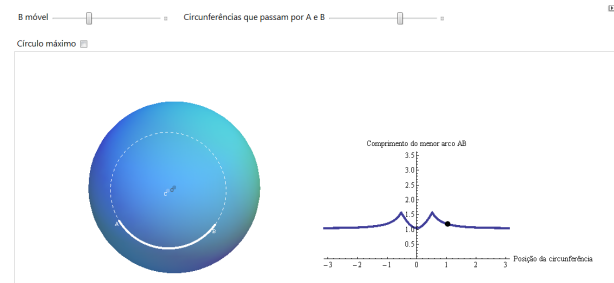 B móvel
Circunferências que passam por A e B
Círculo máximo
A
B
C
Comprimento do menor arco AB
3.5
3.0
2.5
2.0
1.5
1.0
0.5
-3 -2 -1 0 1 2 3
Posição da circunferência